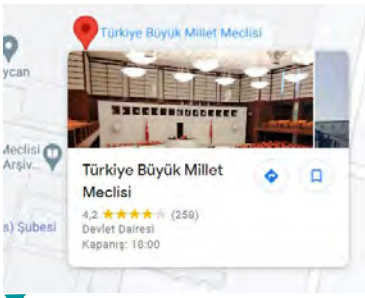 Türkiye Büyük Millet Meclisi
ycan
Meclisi
Arşiv...
Türkiye Büyük Millet
Meclisi
4,2 (258)
s) Şubesi
Devlet Dairesi
Kapanış: 18:00